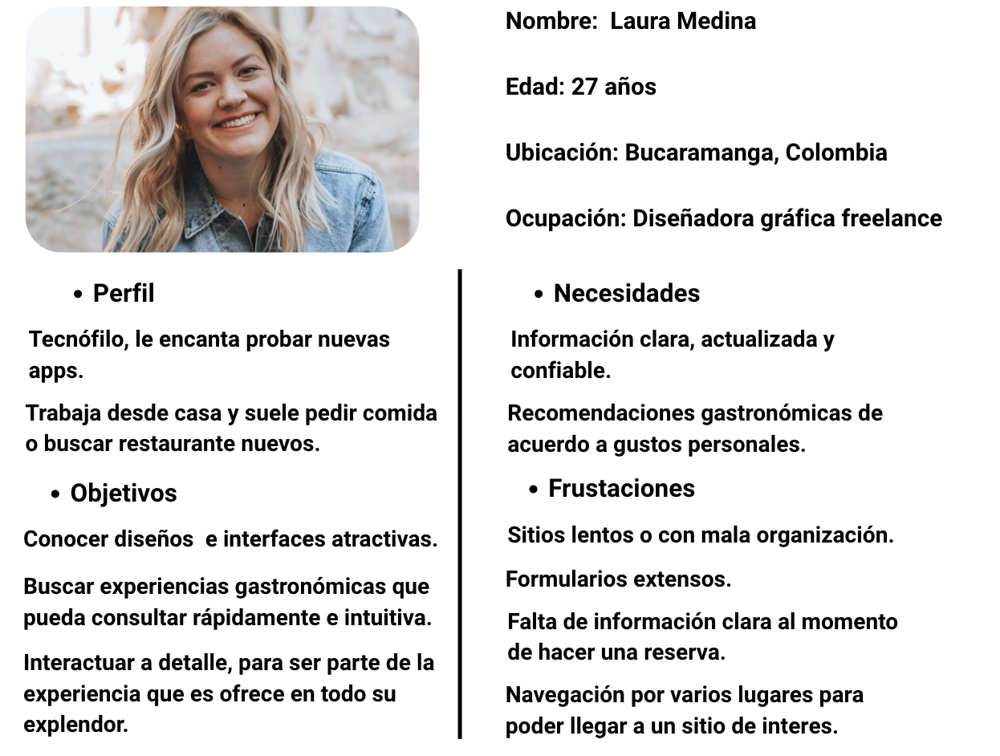 Nombre:  Laura Medina
Edad: 27 años
Ubicación: Bucaramanga, Colombia
Ocupación: Diseñadora gráfica freelance
• Perfil
Tecnófilo, le encanta probar nuevas
apps.
Trabaja desde casa y suele pedir comida
o buscar restaurante nuevos.
• Objetivos
Conocer diseños  e interfaces atractivas.
Buscar experiencias gastronómicas que
pueda consultar rápidamente e intuitiva.
Interactuar a detalle, para ser parte de la
experiencia que es ofrece en todo su
explendor.
• Necesidades
Información clara, actualizada y
confiable.
Recomendaciones gastronómicas de
acuerdo a gustos personales.
• Frustaciones
Sitios lentos o con mala organización.
Formularios extensos.
Falta de información clara al momento
de hacer una reserva.
Navegación por varios lugares para
poder llegar a un sitio de interes.